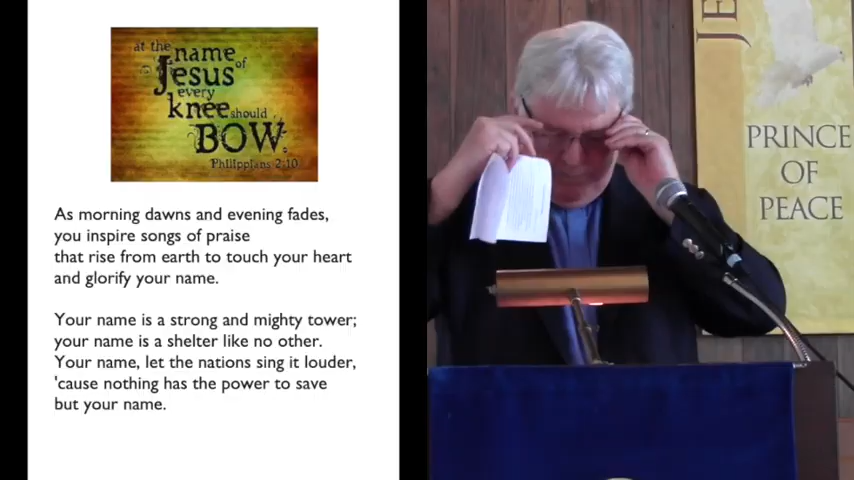 at the name of
Jesus
every
knee should
BOW.
Philippians 2:10
As morning dawns and evening fades,
you inspire songs of praise
that rise from earth to touch your heart
and glorify your name.
Your name is a strong and mighty tower;
your name is a shelter like no other.
Your name, let the nations sing it louder,
'cause nothing has the power to save
but your name.
PRINCE
OF
PEACE